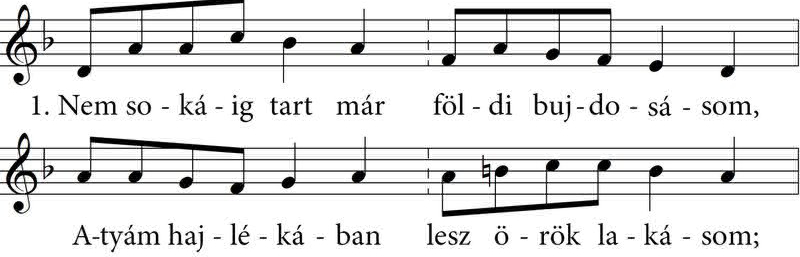 1. Nem so - ká - ig tart már föl - di buj - do - sá - som,
A-tyám haj - lé - ká - ban lesz ö - rök la - ká - som;